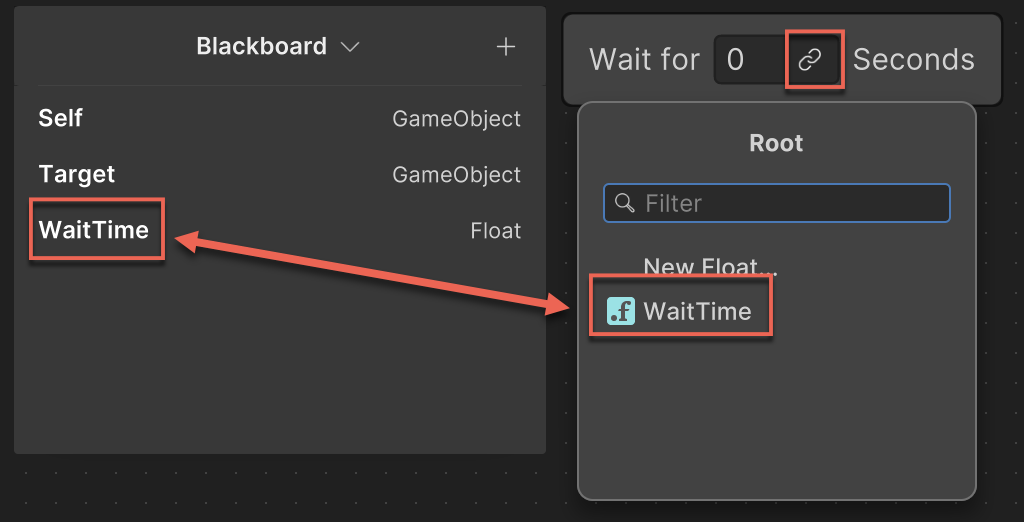 Blackboard
Self GameObject
Target GameObject
WaitTime Float
Wait for 0 Seconds
Root
Filter
New Float...
.f WaitTime